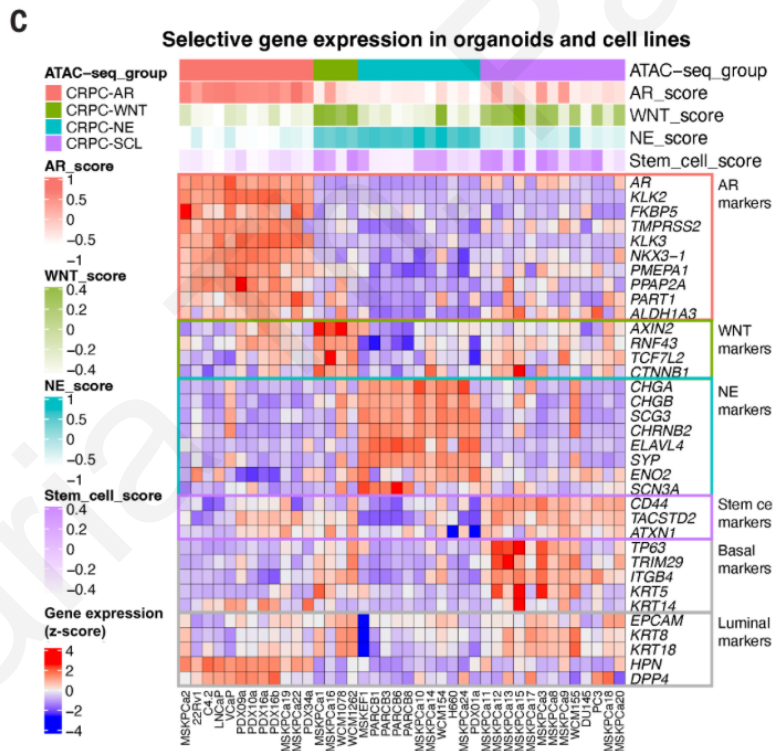 C
Selective gene expression in organoids and cell lines
ATAC-seq_group
CRPC-AR
CRPC-WNT
CRPC-NE
CRPC-SCL
AR_score
1
0.5
0
−0.5
−1
WNT_score
0.4
0.2
0
−0.2
−0.4
NE_score
1
0.5
0
−0.5
−1
Stem_cell_score
0.4
0.2
0
−0.2
−0.4
Gene expression
(z-score)
4
2
0
−2
−4
ATAC−seq_group
AR_score
WNT_score
NE_score
Stem_cell_score
AR
KLK2
FKBP5
TMPRSS2
KLK3
NKX3−1
PMEPA1
PPAP2A
PART1
ALDH1A3
AR
markers
AXIN2
RNF43
TCF7L2
CTNNB1
WNT
markers
CHGA
CHGB
SCG3
CHRNB2
ELAVL4
SYP
ENO2
SCN3A
NE
markers
CD44
TACSTD2
ATXN1
Stem ce
markers
TP63
TRIM29
ITGB4
KRT5
KRT14
Basal
markers
EPCAM
KRT8
KRT18
HPN
DPP4
Luminal
markers
MSKPCa2
22Rv1
C4.2
LNCaP
VCaP
PDX09a
PDX10a
PDX16a
PDX16b
MSKPCa19
MSKPCa22
PDX34a
MSKPCa1
MSKPCa16
WCM1078
WCM1262
MSKEF1
PARCB1
PARCB3
PARCB6
PARCB8
MSKPCa10
MSKPCa14
WCM154
H660
MSKPCa24
PDX01a
MSKPCa11
MSKPCa12
MSKPCa13
MSKPCa15
MSKPCa17
MSKPCa3
MSKPCa8
MSKPCa9
WCM155
DU145
PC3
MSKPCa18
MSKPCa20